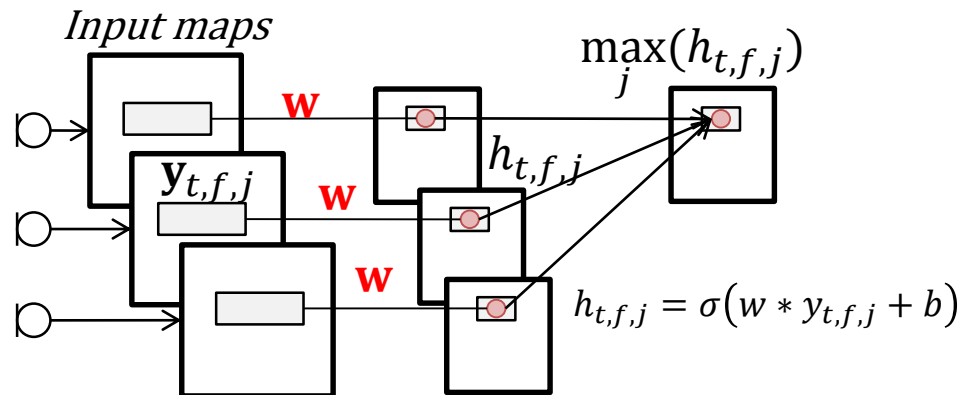 Input maps
max(h_{t,f,j})
j
w
h_{t,f,j}
y_{t,f,j}
w
w
h_{t,f,j} = σ(w * y_{t,f,j} + b)